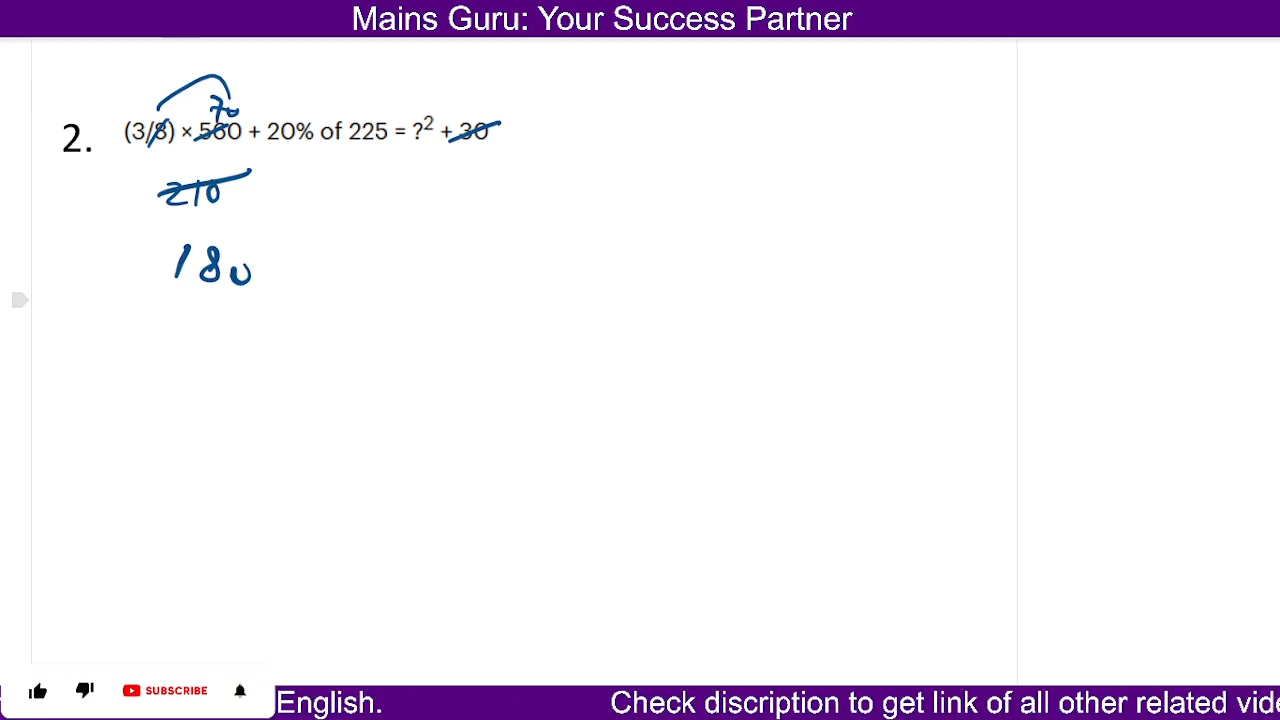 Mains Guru: Your Success Partner
70
2. (3/8) × 560 + 20% of 225 = ?² + 30
210
180
SUBSCRIBE
English. Check discription to get link of all other related vide